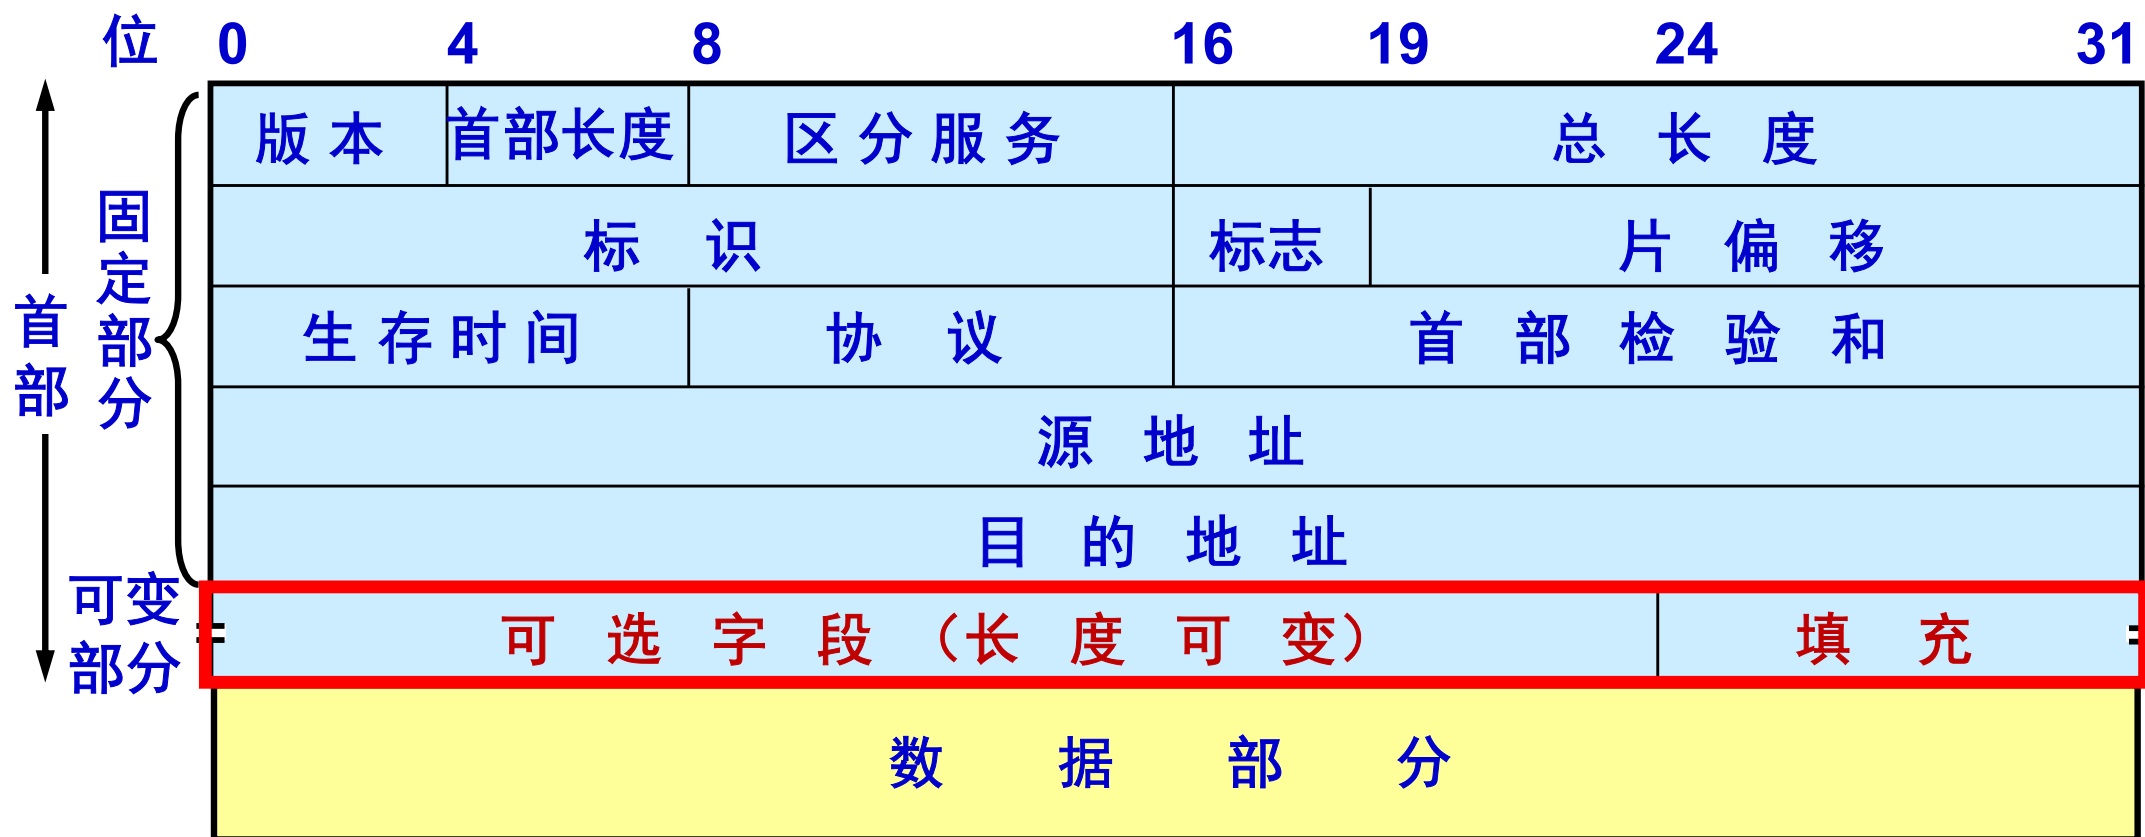 位 0 4 8 16 19 24 31
版本 首部长度 区分服务 总长度
标识 标志 片偏移
生存时间 协议 首部检验和
源地址
目的地址
可选字段（长度可变） 填充
数据部分
首部
固定部分
可变
部分